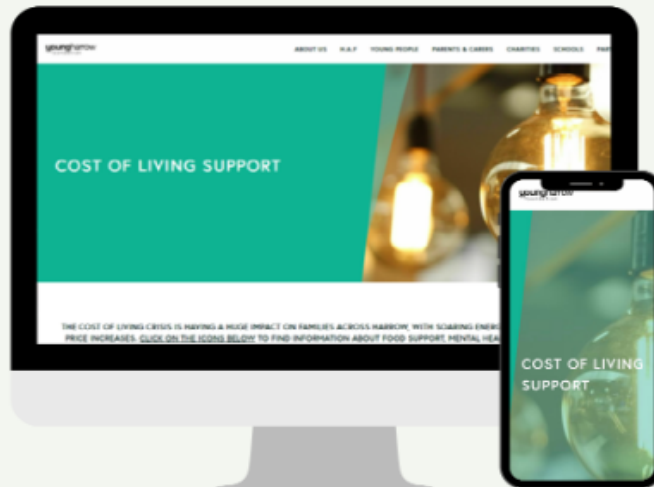 youngharrow
ABOUT US H.A.F YOUNG PEOPLE PARENTS & CARERS CHARITIES SCHOOLS
COST OF LIVING SUPPORT
THE COST OF LIVING CRISIS IS HAVING A HUGE IMPACT ON FAMILIES ACROSS HARROW, WITH SOARING
PRICE INCREASES. CLICK ON THE ICONS BELOW TO FIND INFORMATION ABOUT FOOD SUPPORT, MENTAL
youngharrow
COST OF LIVING
SUPPORT